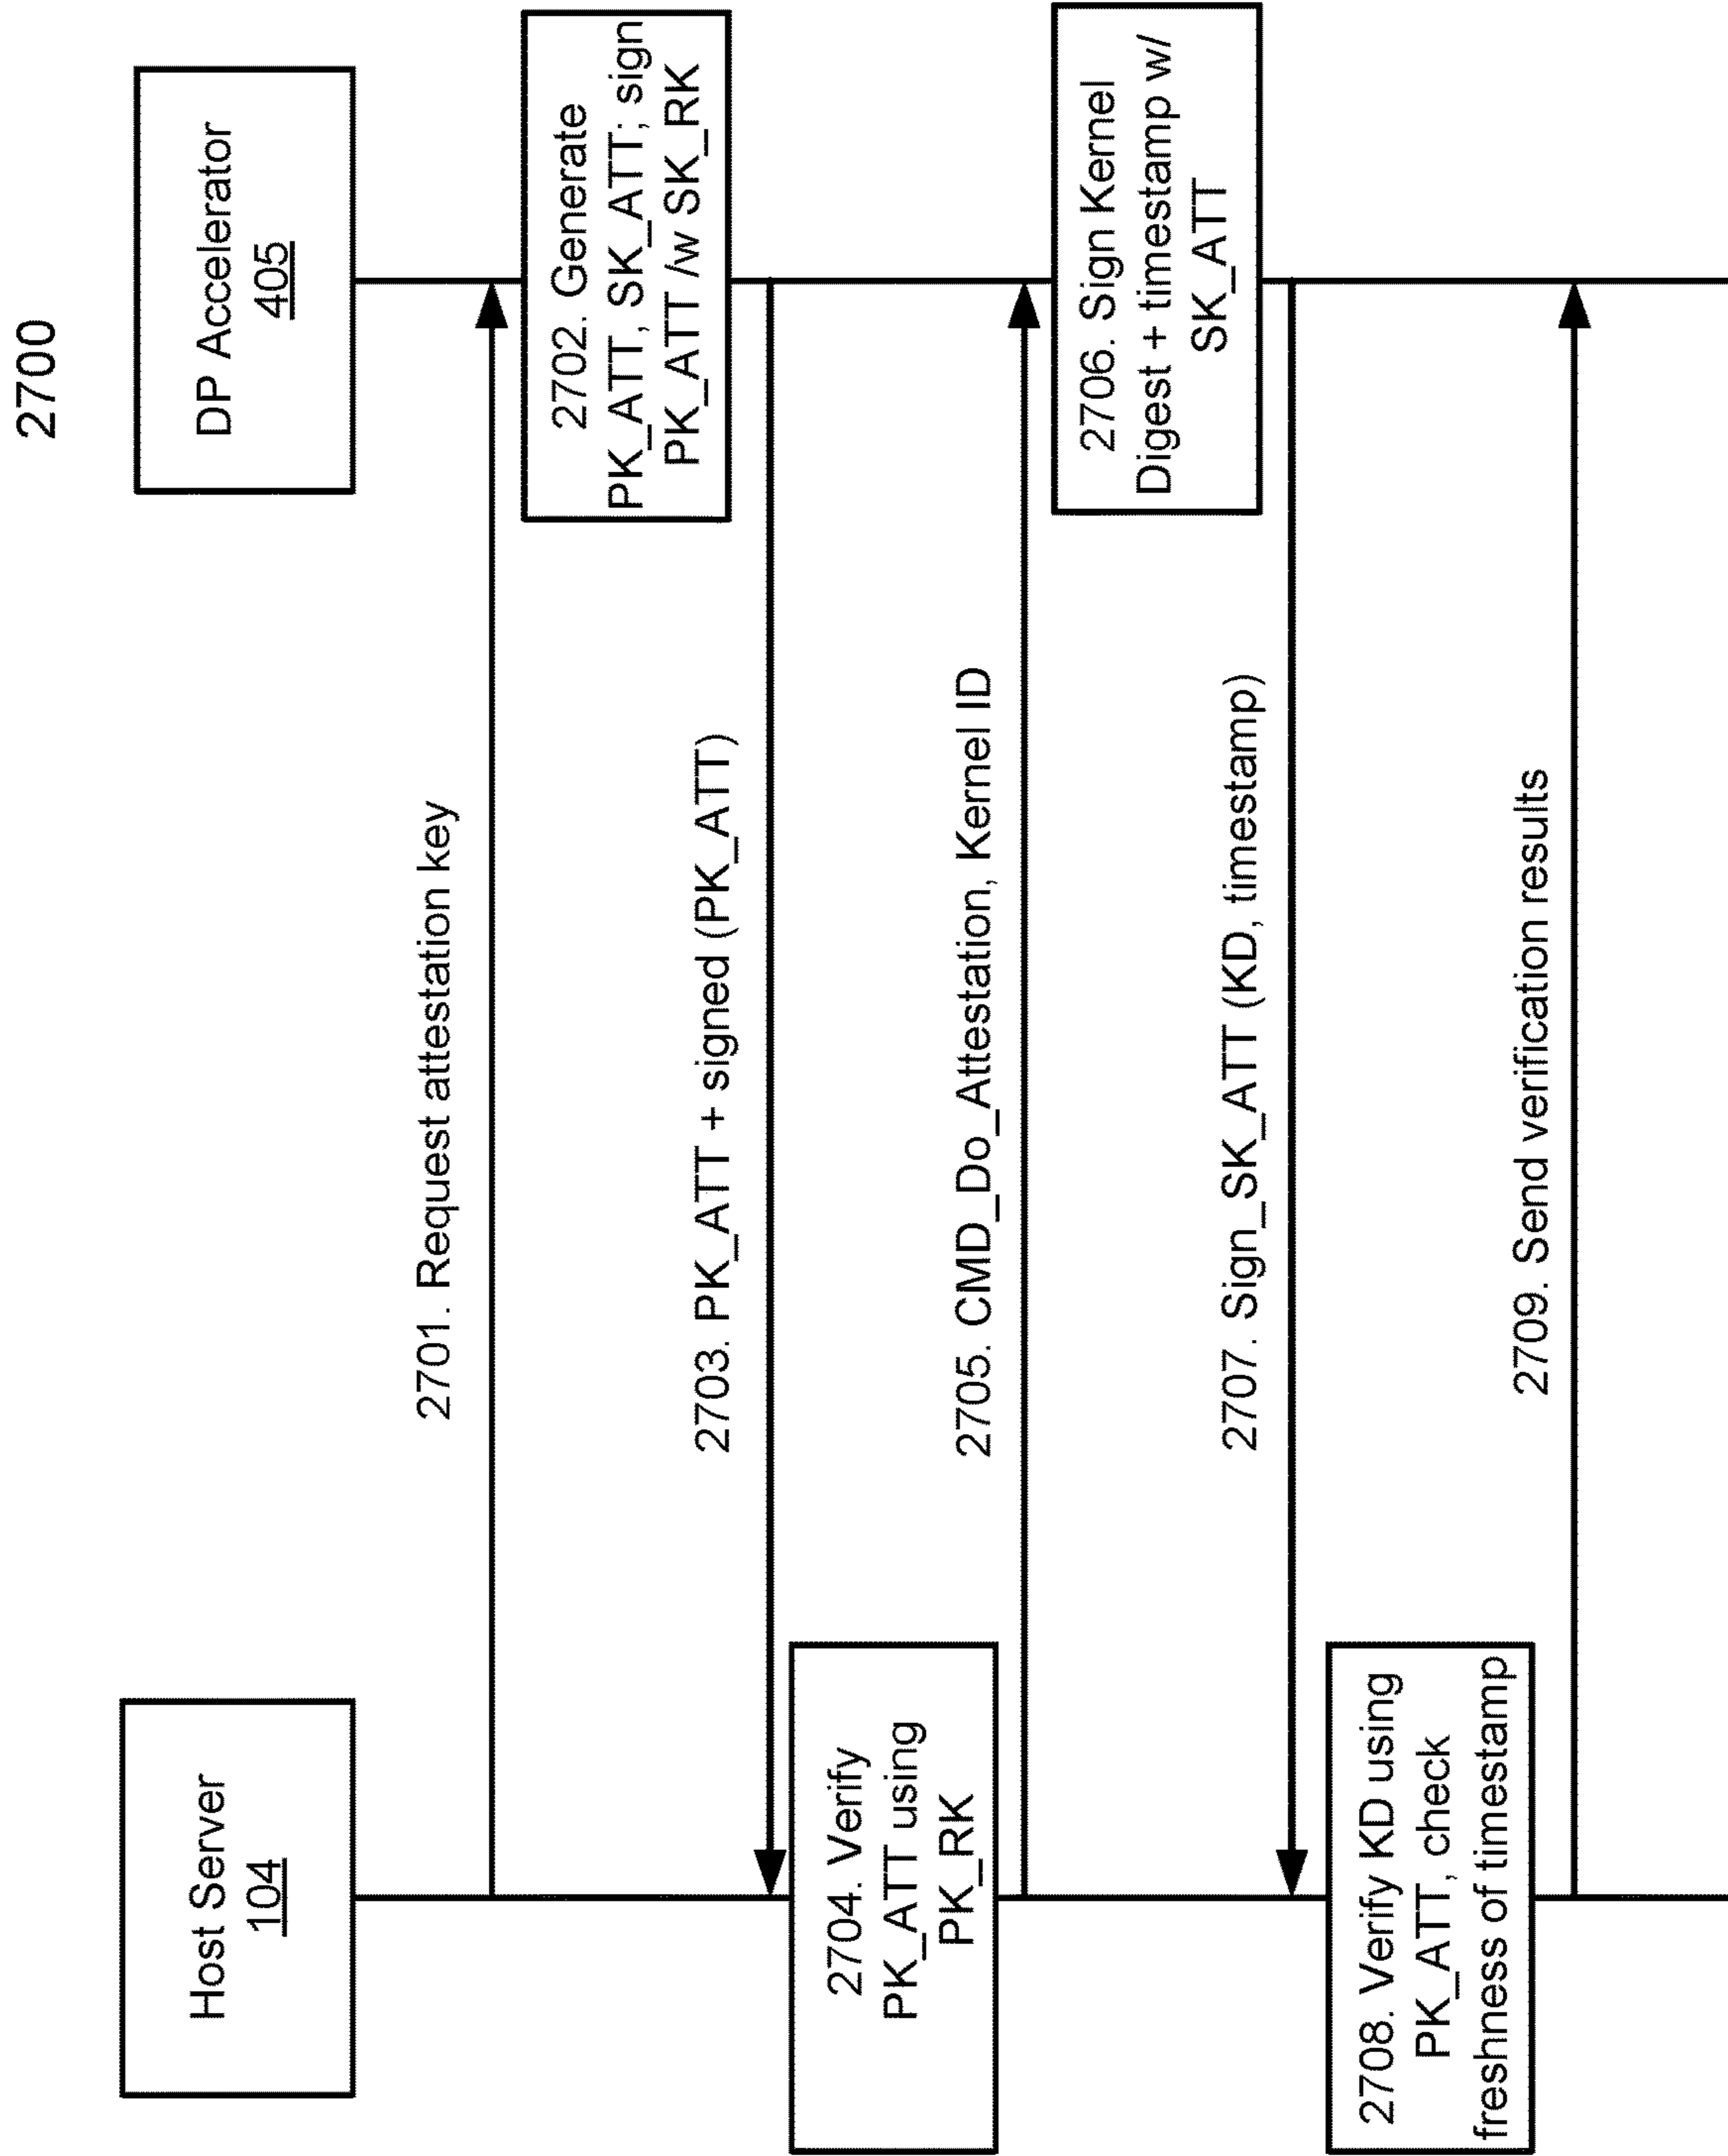 2700
Host Server
104
DP Accelerator
405
2701. Request attestation key
2702. Generate
PK_ATT, SK_ATT; sign
PK_ATT /w SK_RK
2703. PK_ATT + signed (PK_ATT)
2704. Verify
PK_ATT using
PK_RK
2705. CMD_Do_Attestation, Kernel ID
2706. Sign Kernel
Digest + timestamp w/
SK_ATT
2707. Sign_SK_ATT (KD, timestamp)
2708. Verify KD using
PK_ATT, check
freshness of timestamp
2709. Send verification results